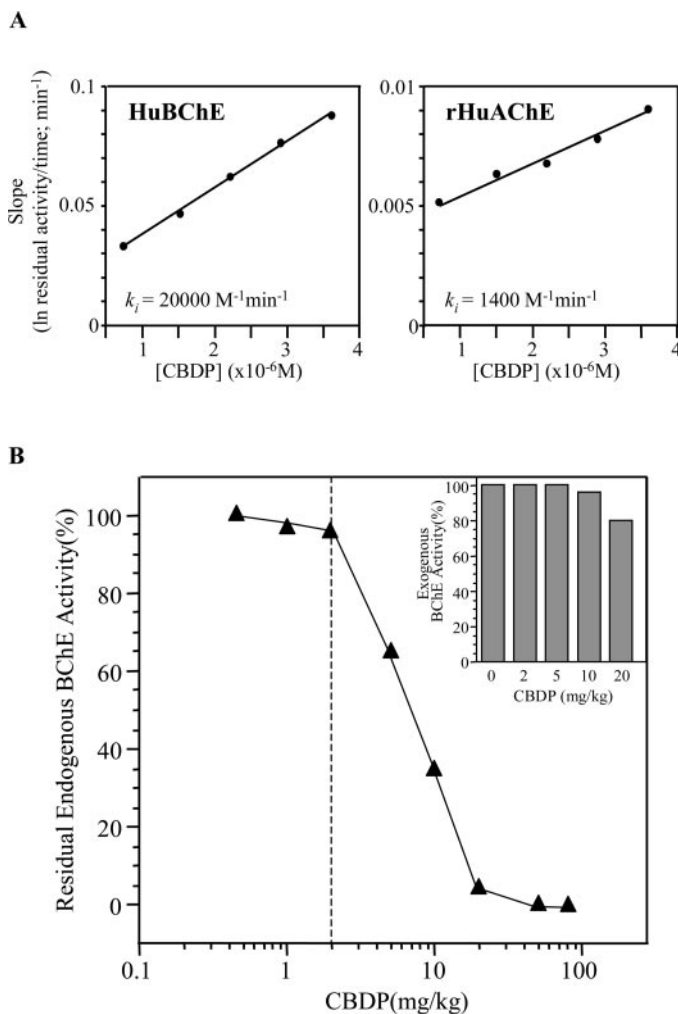 A
HuBChE
rHuAChE
0.1
0.05
0
0.01
0.005
0
Slope
(ln residual activity/time; min⁻¹)
kᵢ = 20000 M⁻¹min⁻¹
kᵢ = 1400 M⁻¹min⁻¹
1 2 3 4
1 2 3 4
[CBDP] (x10⁻⁶M)
[CBDP] (x10⁻⁶M)
B
Residual Endogenous BChE Activity(%)
100
80
60
40
20
0
0.1 1 10 100
CBDP(mg/kg)
Exogenous
BChE Activity(%)
100
80
60
40
20
0
0 2 5 10 20
CBDP (mg/kg)